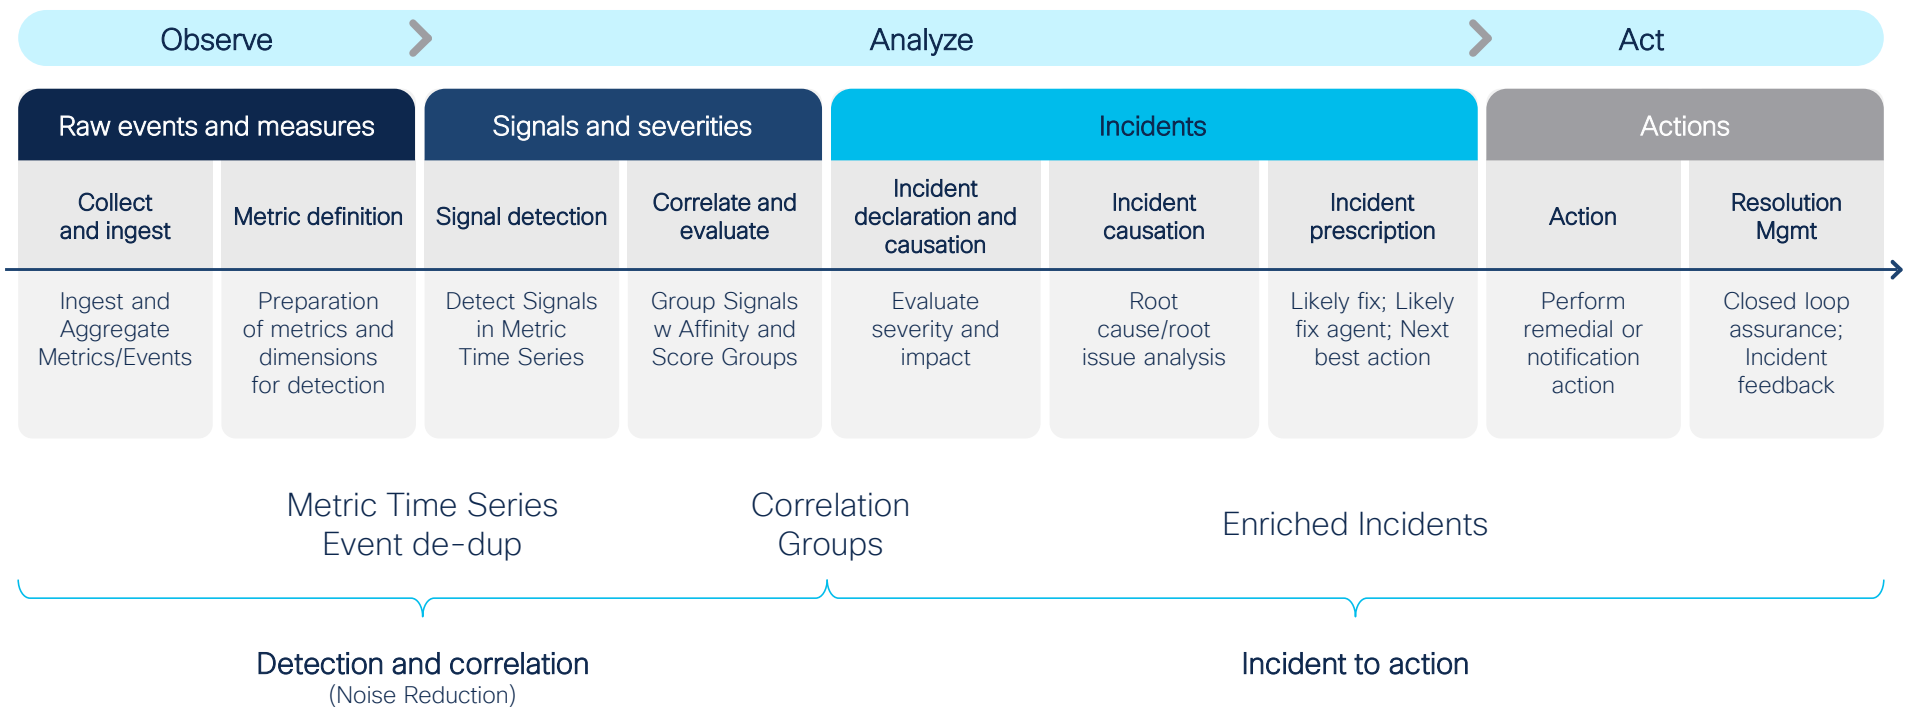 Observe
Analyze
Act
Raw events and measures
Signals and severities
Incidents
Actions
Collect
and ingest
Metric definition
Signal detection
Correlate and
evaluate
Incident
declaration and
causation
Incident
causation
Incident
prescription
Action
Resolution
Mgmt
Ingest and
Aggregate
Metrics/Events
Preparation
of metrics and
dimensions
for detection
Detect Signals
in Metric
Time Series
Group Signals
w Affinity and
Score Groups
Evaluate
severity and
impact
Root
cause/root
issue analysis
Likely fix; Likely
fix agent; Next
best action
Perform
remedial or
notification
action
Closed loop
assurance;
Incident
feedback
Metric Time Series
Event de-dup
Correlation
Groups
Enriched Incidents
Detection and correlation
(Noise Reduction)
Incident to action